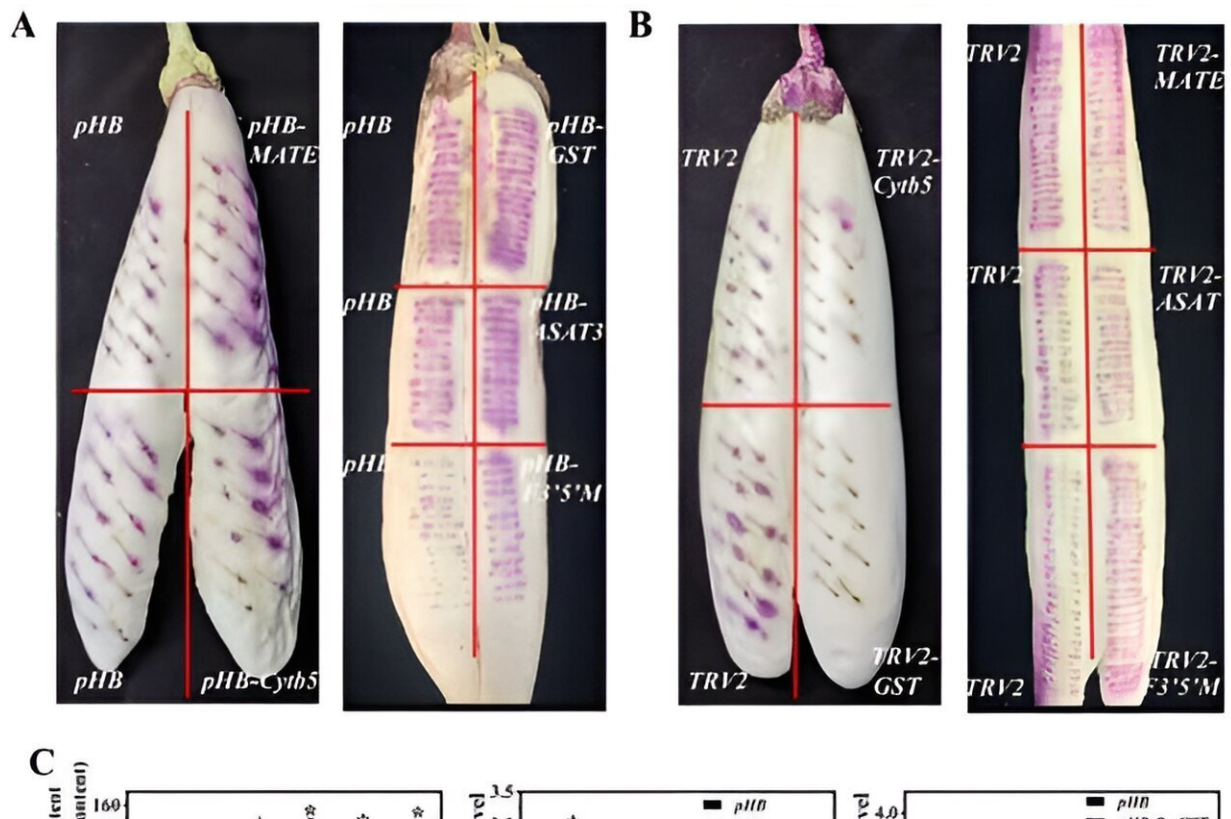 A
B
pHB
pHB-
MATE
pHB
pHB-Cytb5
pHB
pHB-
GST
pHB
pHB-
ASAT3
pHB-
F3'5'M
TRV2
TRV2-
Cytb5
TRV2
TRV2-
GST
TRV2
TRV2-
MATE
TRV2
TRV2-
ASAT
TRV2
TRV2-
F3'5'M
C
160
3.5
pHB
4.0
pHB